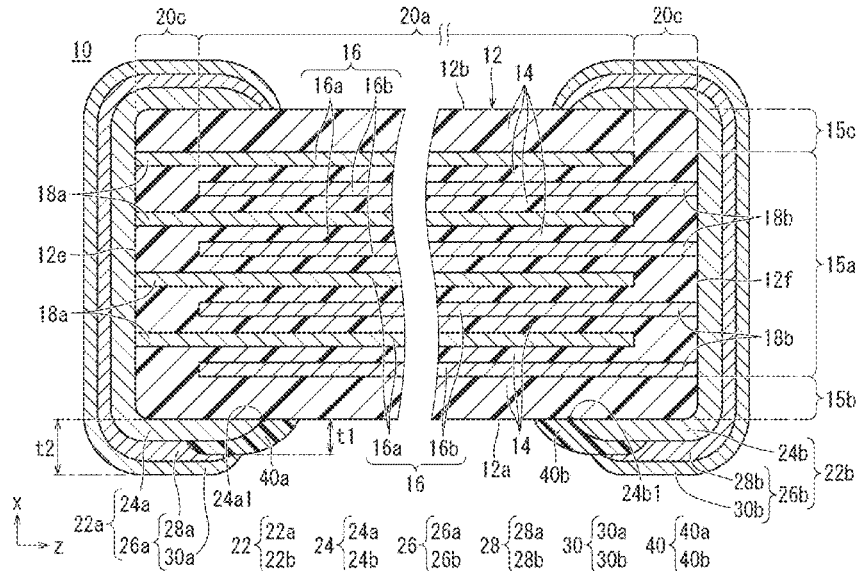 20c 20a 20c
10
16 12
16a 16b 12b 14
15c
18a 18b
12e 15a
12f
18a 18b
15b
t2 t1
16a 16b 14
24a 24a1 40a 16 12a 40b 24b1 24b 22b
28b 26b
30b
22a 24a 26a 28a 30a
22 22a 22b
24 24a 24b
26 26a 26b
28 28a 28b
30 30a 30b
40 40a 40b
x
z